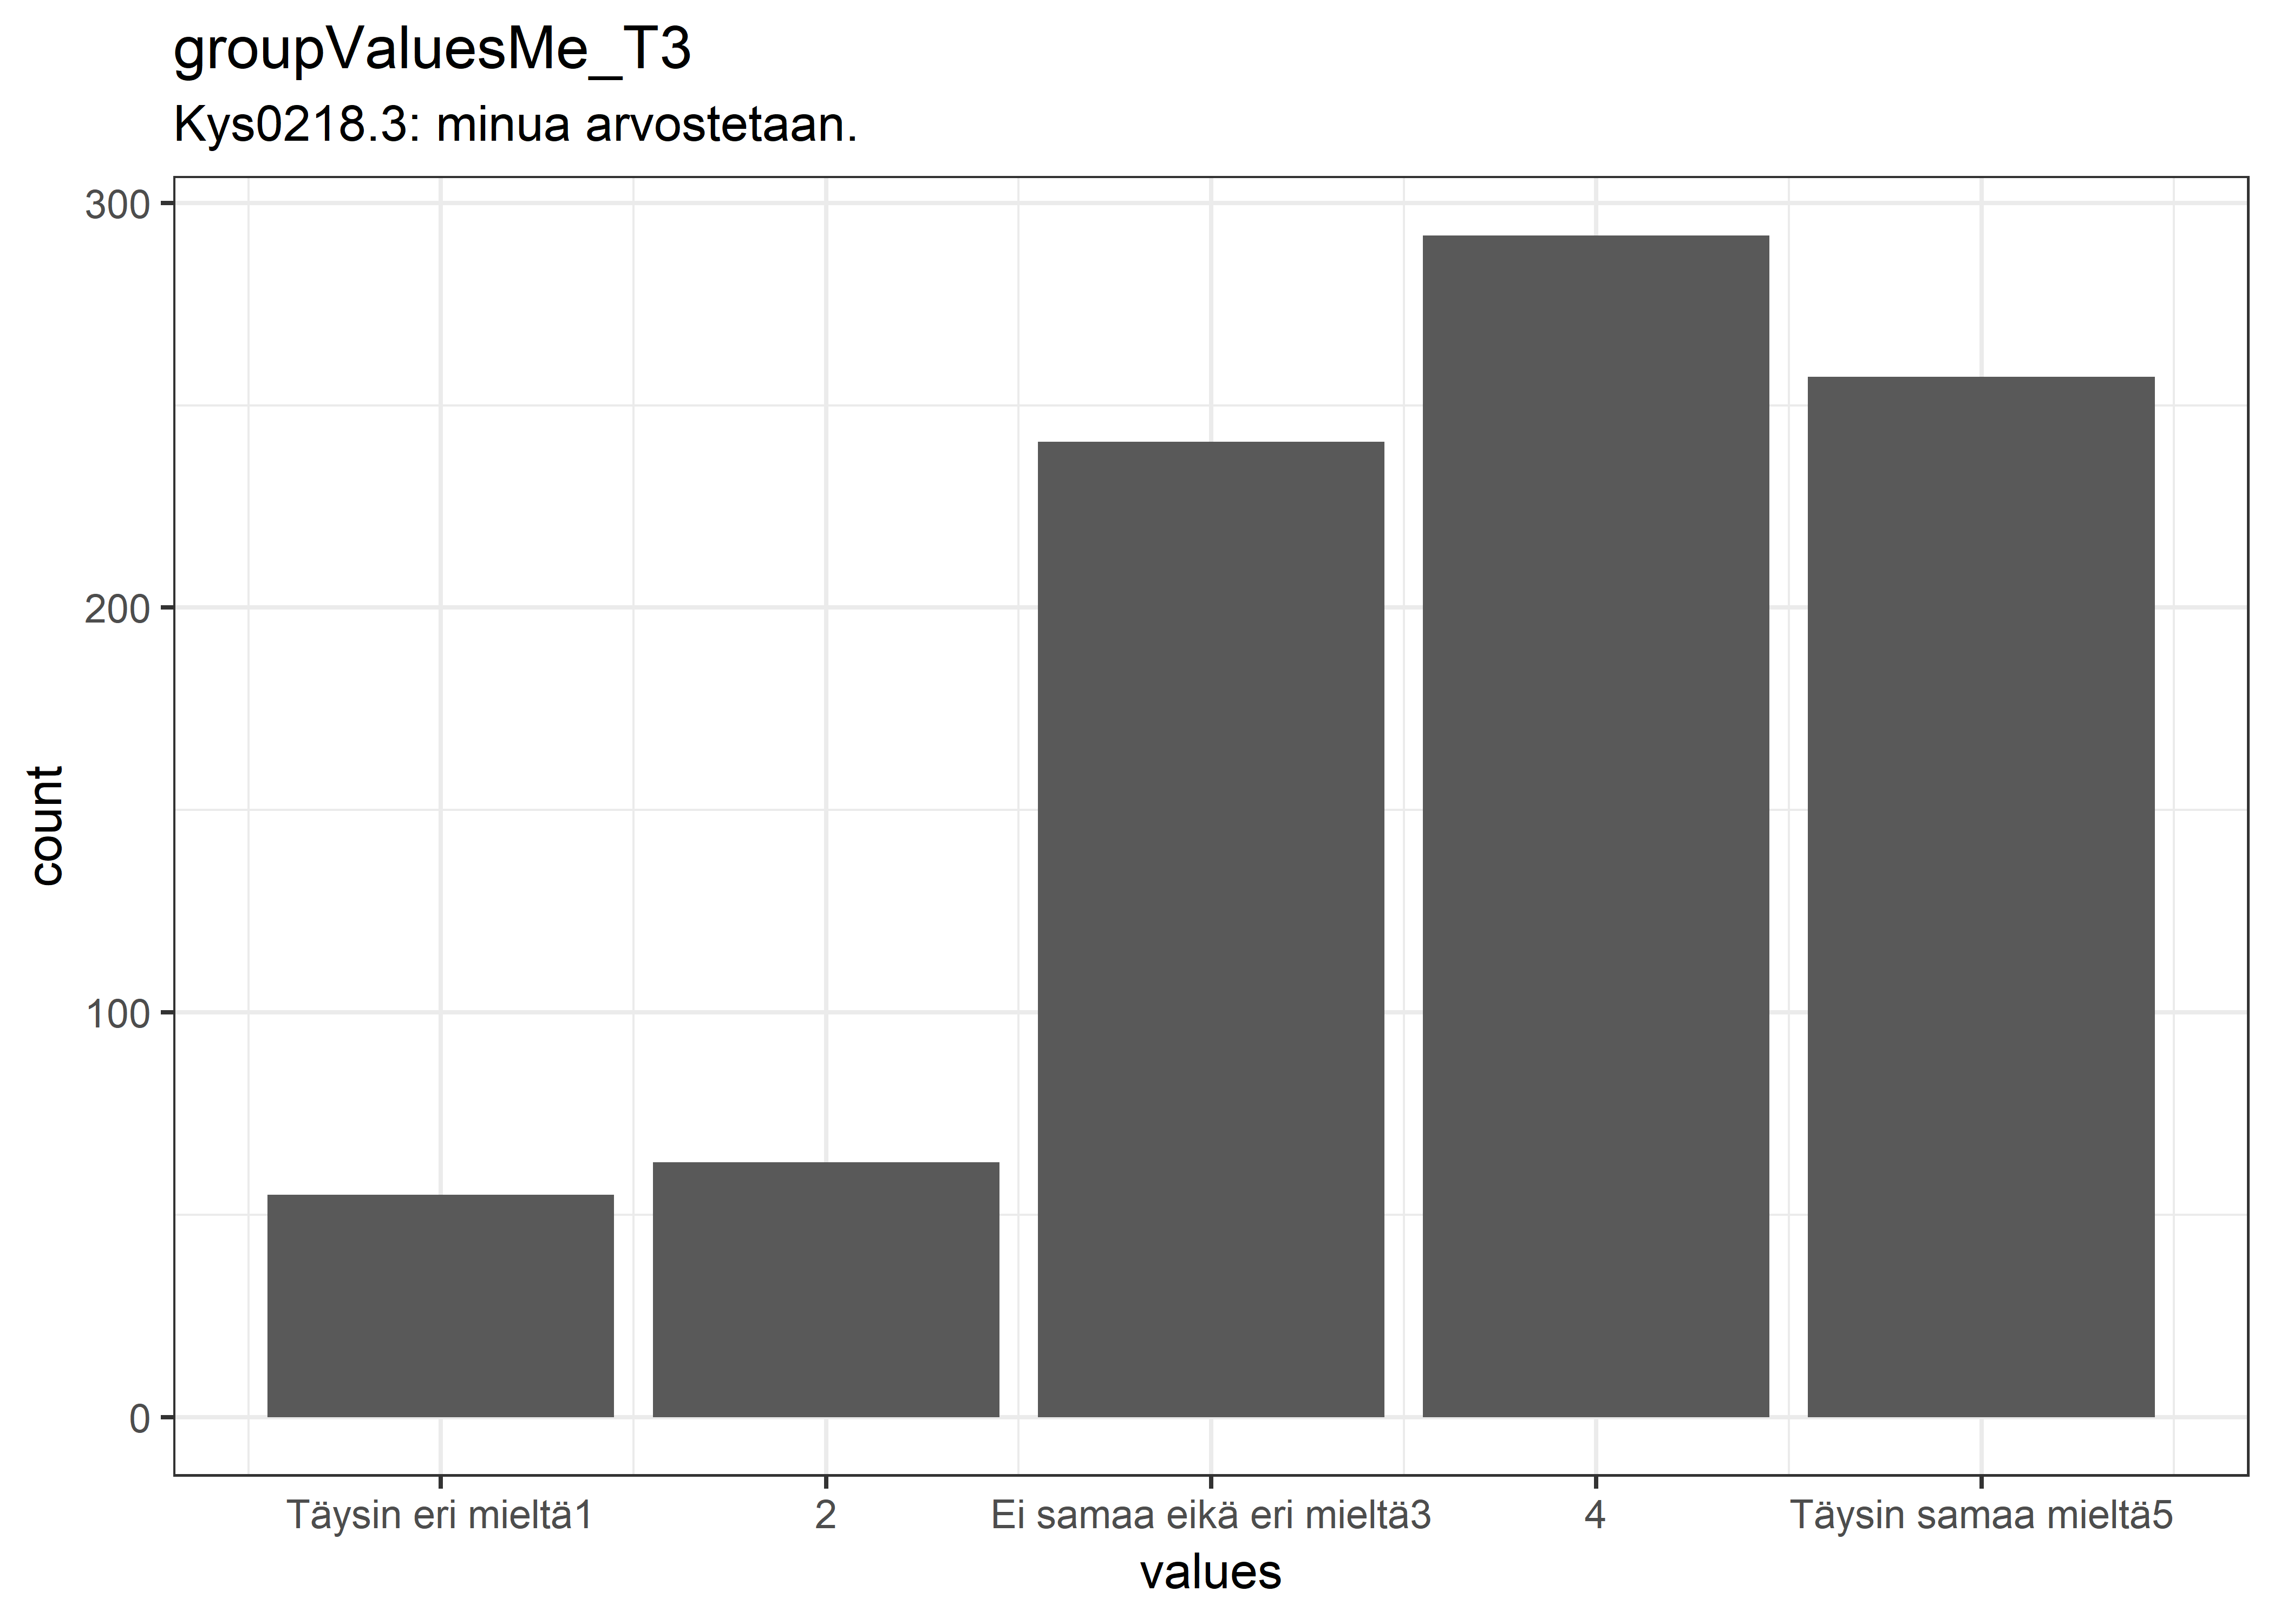 groupValuesMe_T3
Kys0218.3: minua arvostetaan.
300
200
100
0
count
Täysin eri mieltä1
2
Ei samaa eikä eri mieltä3
4
Täysin samaa mieltä5
values